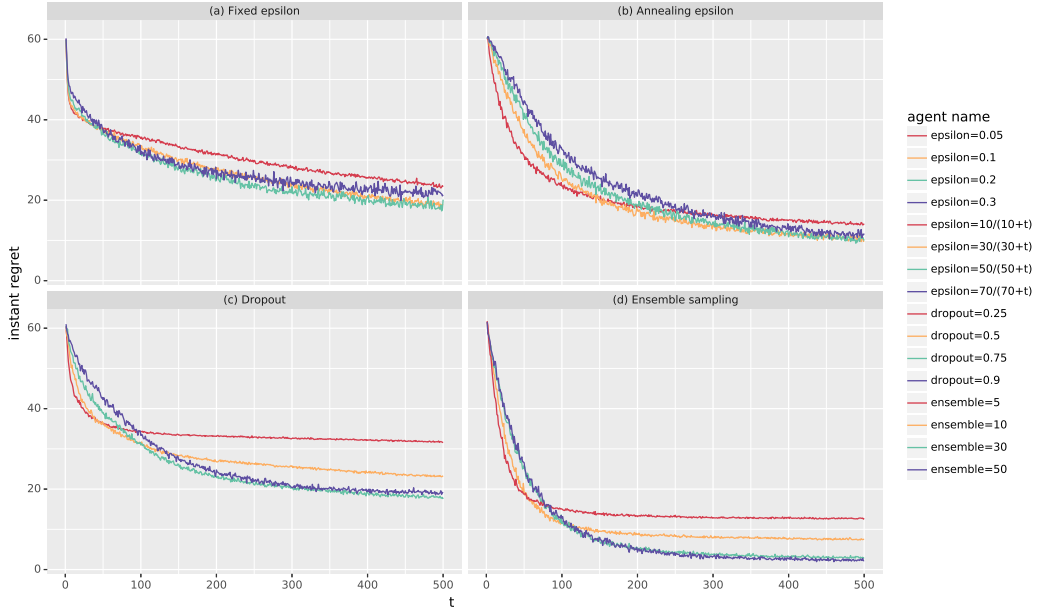 (a) Fixed epsilon
(b) Annealing epsilon
60
40
20
0
(c) Dropout
(d) Ensemble sampling
60
40
20
0
0 100 200 300 400 500
0 100 200 300 400 500
t
instant regret
agent name
epsilon=0.05
epsilon=0.1
epsilon=0.2
epsilon=0.3
epsilon=10/(10+t)
epsilon=30/(30+t)
epsilon=50/(50+t)
epsilon=70/(70+t)
dropout=0.25
dropout=0.5
dropout=0.75
dropout=0.9
ensemble=5
ensemble=10
ensemble=30
ensemble=50